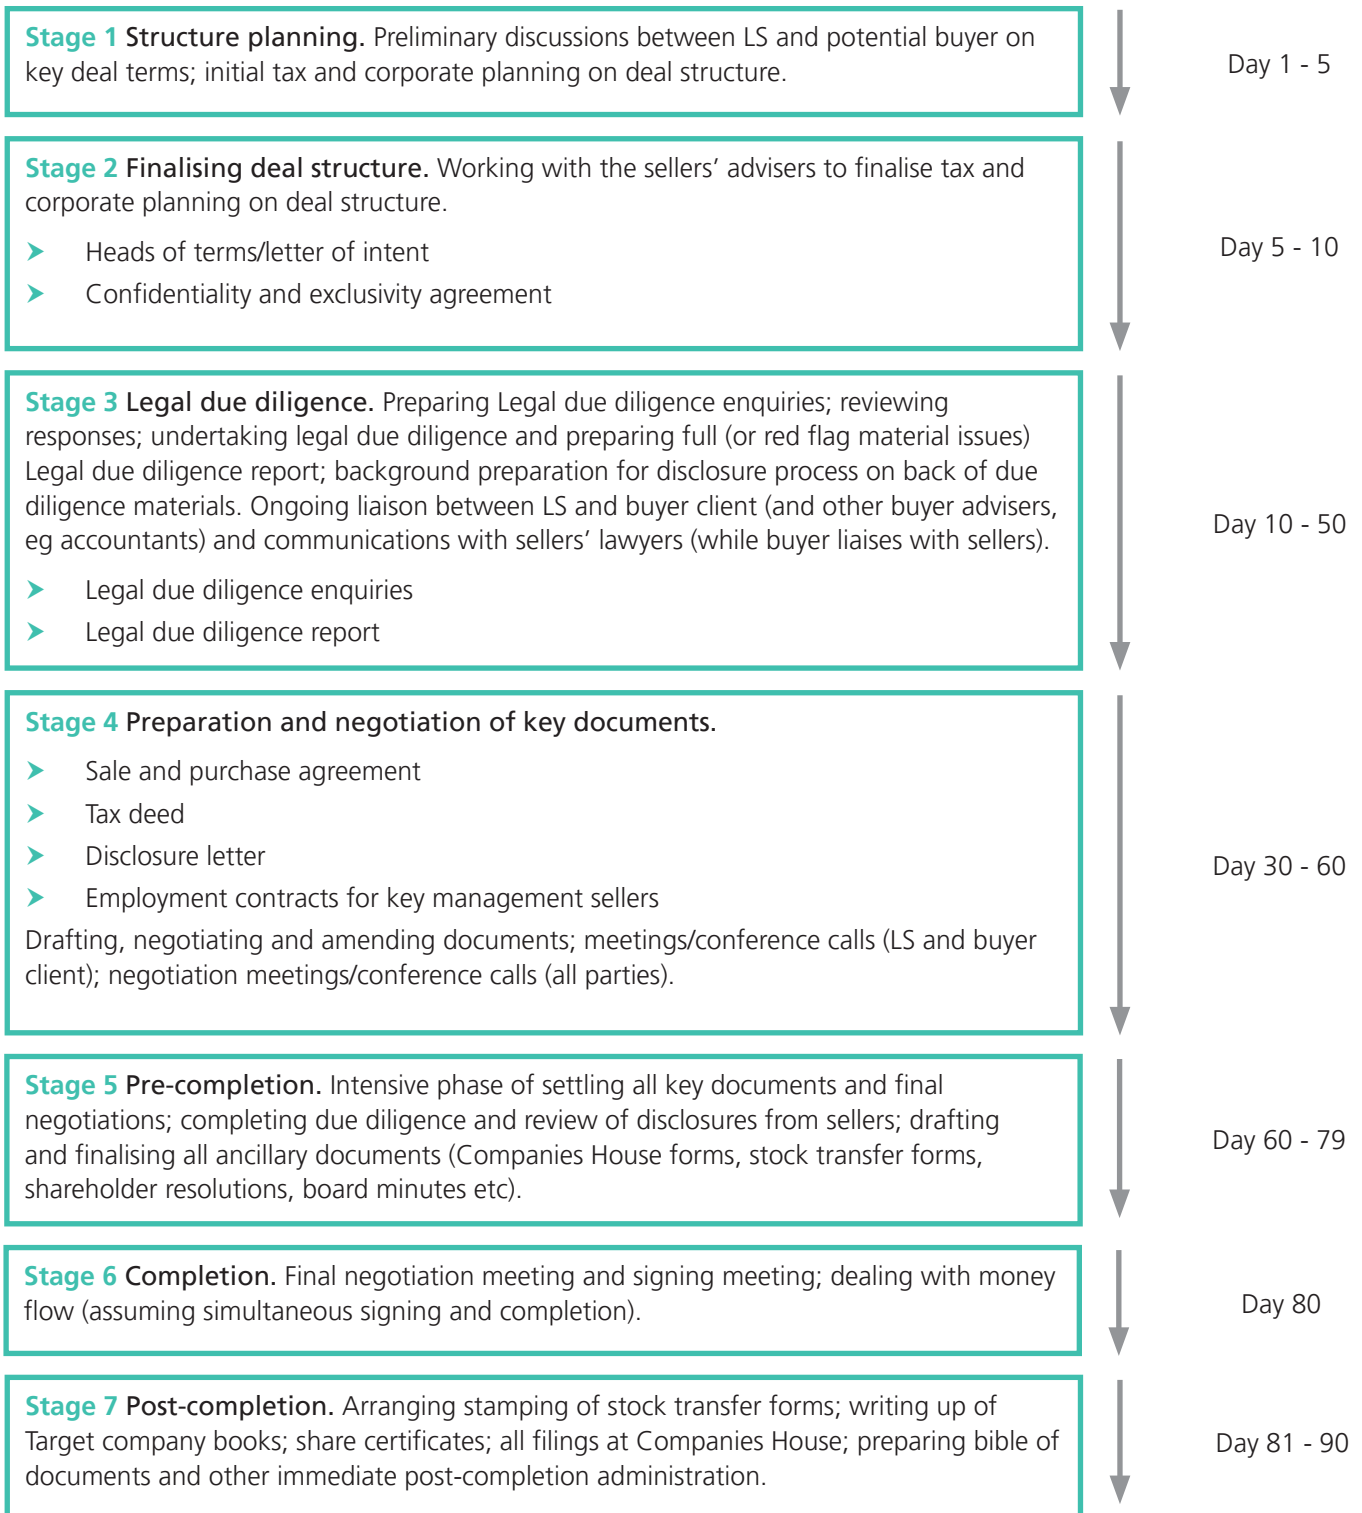 Stage 1 Structure planning. Preliminary discussions between LS and potential buyer on
key deal terms; initial tax and corporate planning on deal structure.
Day 1 - 5
Stage 2 Finalising deal structure. Working with the sellers’ advisers to finalise tax and
corporate planning on deal structure.
➤ Heads of terms/letter of intent
➤ Confidentiality and exclusivity agreement
Day 5 - 10
Stage 3 Legal due diligence. Preparing Legal due diligence enquiries; reviewing
responses; undertaking legal due diligence and preparing full (or red flag material issues)
Legal due diligence report; background preparation for disclosure process on back of due
diligence materials. Ongoing liaison between LS and buyer client (and other buyer advisers,
eg accountants) and communications with sellers’ lawyers (while buyer liaises with sellers).
➤ Legal due diligence enquiries
➤ Legal due diligence report
Day 10 - 50
Stage 4 Preparation and negotiation of key documents.
➤ Sale and purchase agreement
➤ Tax deed
➤ Disclosure letter
➤ Employment contracts for key management sellers
Drafting, negotiating and amending documents; meetings/conference calls (LS and buyer
client); negotiation meetings/conference calls (all parties).
Day 30 - 60
Stage 5 Pre-completion. Intensive phase of settling all key documents and final
negotiations; completing due diligence and review of disclosures from sellers; drafting
and finalising all ancillary documents (Companies House forms, stock transfer forms,
shareholder resolutions, board minutes etc).
Day 60 - 79
Stage 6 Completion. Final negotiation meeting and signing meeting; dealing with money
flow (assuming simultaneous signing and completion).
Day 80
Stage 7 Post-completion. Arranging stamping of stock transfer forms; writing up of
Target company books; share certificates; all filings at Companies House; preparing bible of
documents and other immediate post-completion administration.
Day 81 - 90